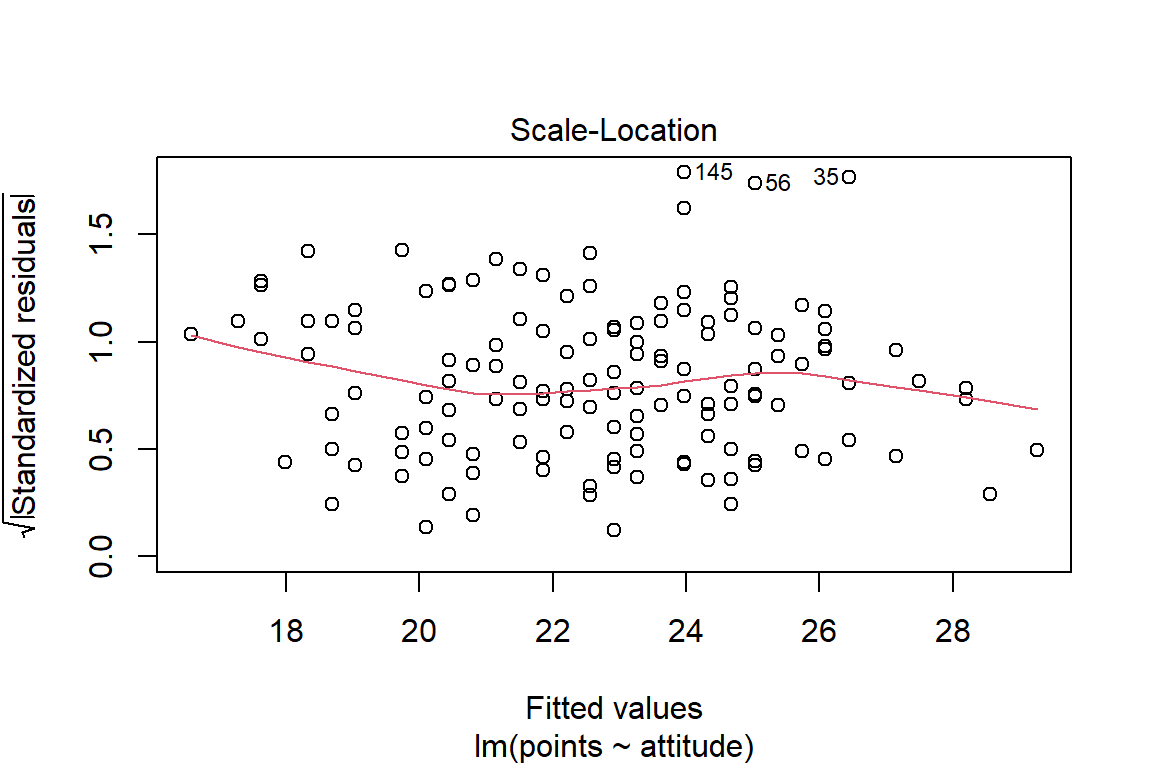 Scale-Location
145
56
35
√|Standardized residuals|
1.5
1.0
0.5
0.0
18 20 22 24 26 28
Fitted values
lm(points ~ attitude)